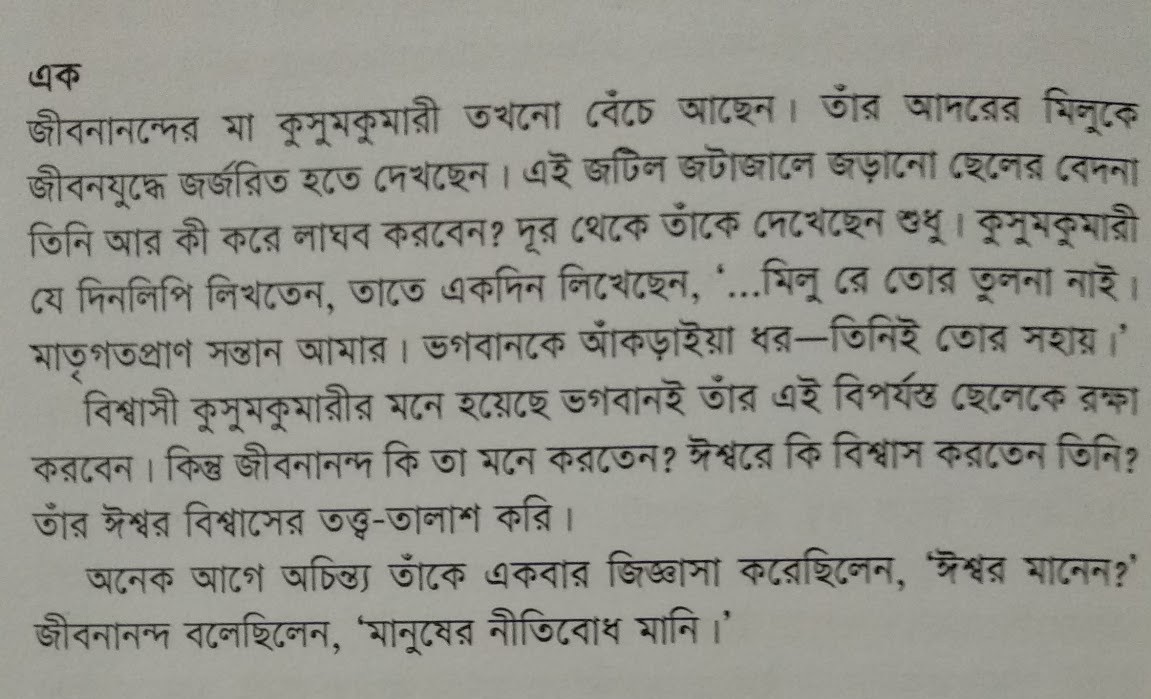 এক
জীবনানন্দের মা কুসুমকুমারী তখনো বেঁচে আছেন। তাঁর আদরের মিলুকে
জীবনযুদ্ধে জর্জরিত হতে দেখছেন। এই জটিল জটাজালে জড়ানো ছেলের বেদনা
তিনি আর কী করে লাঘব করবেন? দূর থেকে তাঁকে দেখেছেন শুধু। কুসুমকুমারী
যে দিনলিপি লিখতেন, তাতে একদিন লিখেছেন, ‘...মিলু রে তোর তুলনা নাই।
মাতৃগতপ্রাণ সন্তান আমার। ভগবানকে আঁকড়াইয়া ধর—তিনিই তোর সহায়।’
বিশ্বাসী কুসুমকুমারীর মনে হয়েছে ভগবানই তাঁর এই বিপর্যস্ত ছেলেকে রক্ষা
করবেন। কিন্তু জীবনানন্দ কি তা মনে করতেন? ঈশ্বরে কি বিশ্বাস করতেন তিনি?
তাঁর ঈশ্বর বিশ্বাসের তত্ত্ব-তালাশ করি।
অনেক আগে অচিন্ত্য তাঁকে একবার জিজ্ঞাসা করেছিলেন, ‘ঈশ্বর মানেন?’
জীবনানন্দ বলেছিলেন, ‘মানুষের নীতিবোধ মানি।’